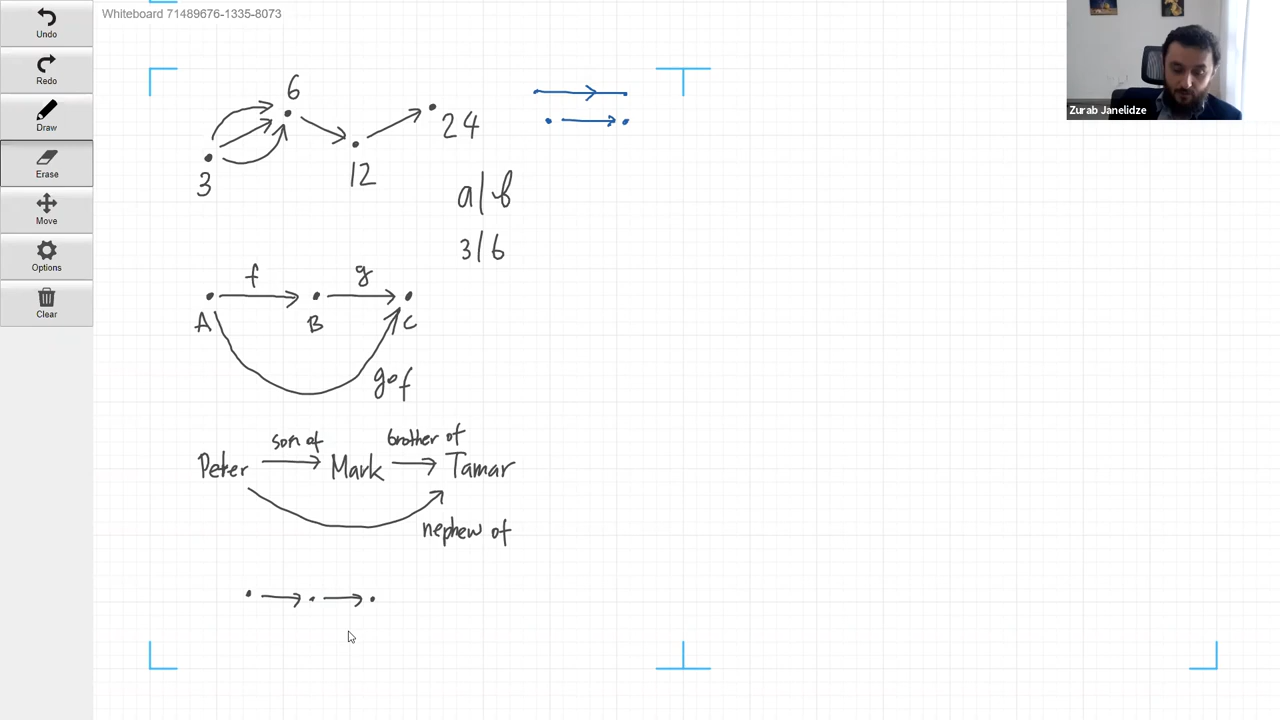 Whiteboard 71489676-1335-8073
Undo
Redo
Draw
Erase
Move
Options
Clear
Zurab Janelidze
6
3
12
24
a|b
3|6
f g
A B C
g∘f
son of brother of
Peter Mark Tamar
nephew of